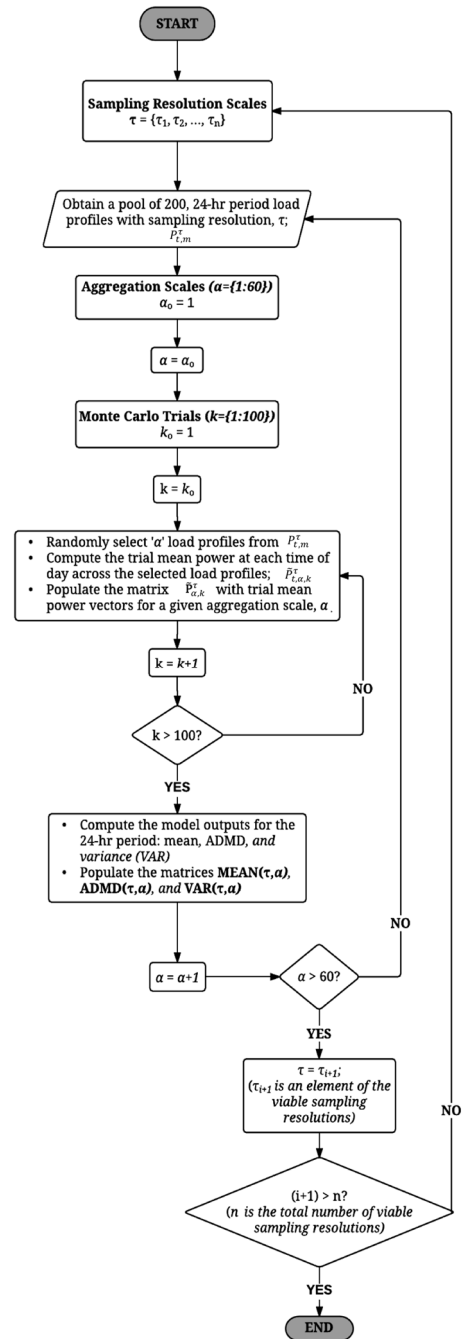 START
Sampling Resolution Scales
τ = {τ₁, τ₂, ..., τₙ}
Obtain a pool of 200, 24-hr period load
profiles with sampling resolution, τ;
P^τ_{t,m}
Aggregation Scales (α={1:60})
α₀ = 1
α = α₀
Monte Carlo Trials (k={1:100})
k₀ = 1
k = k₀
• Randomly select 'α' load profiles from P^τ_{t,m}
• Compute the trial mean power at each time of
day across the selected load profiles; P̃^τ_{t,α,k}
• Populate the matrix P̃^τ_{α,k} with trial mean
power vectors for a given aggregation scale, α .
k = k+1
NO
k > 100?
YES
• Compute the model outputs for the
24-hr period: mean, ADMD, and
variance (VAR)
• Populate the matrices MEAN(τ,α),
ADMD(τ,α), and VAR(τ,α)
NO
α = α+1
α > 60?
YES
τ = τᵢ₊₁;
(τᵢ₊₁ is an element of the
viable sampling
resolutions)
NO
(i+1) > n?
(n is the total number of viable
sampling resolutions)
YES
END